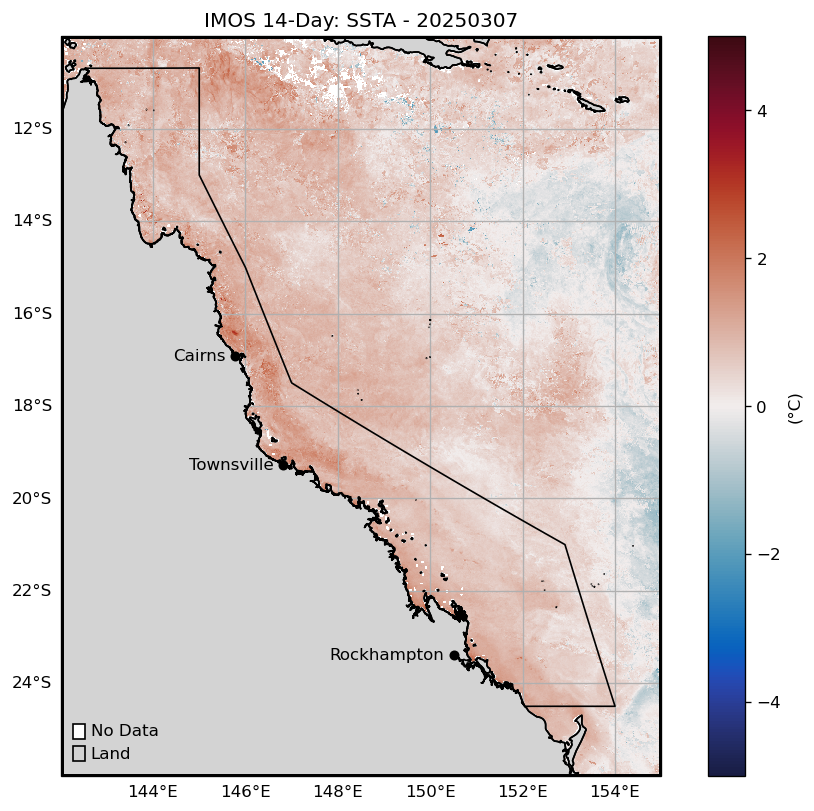 IMOS 14-Day: SSTA - 20250307
12°S
14°S
16°S
18°S
20°S
22°S
24°S
Cairns
Townsville
Rockhampton
No Data
Land
144°E 146°E 148°E 150°E 152°E 154°E
4
2
0
−2
−4
(°C)